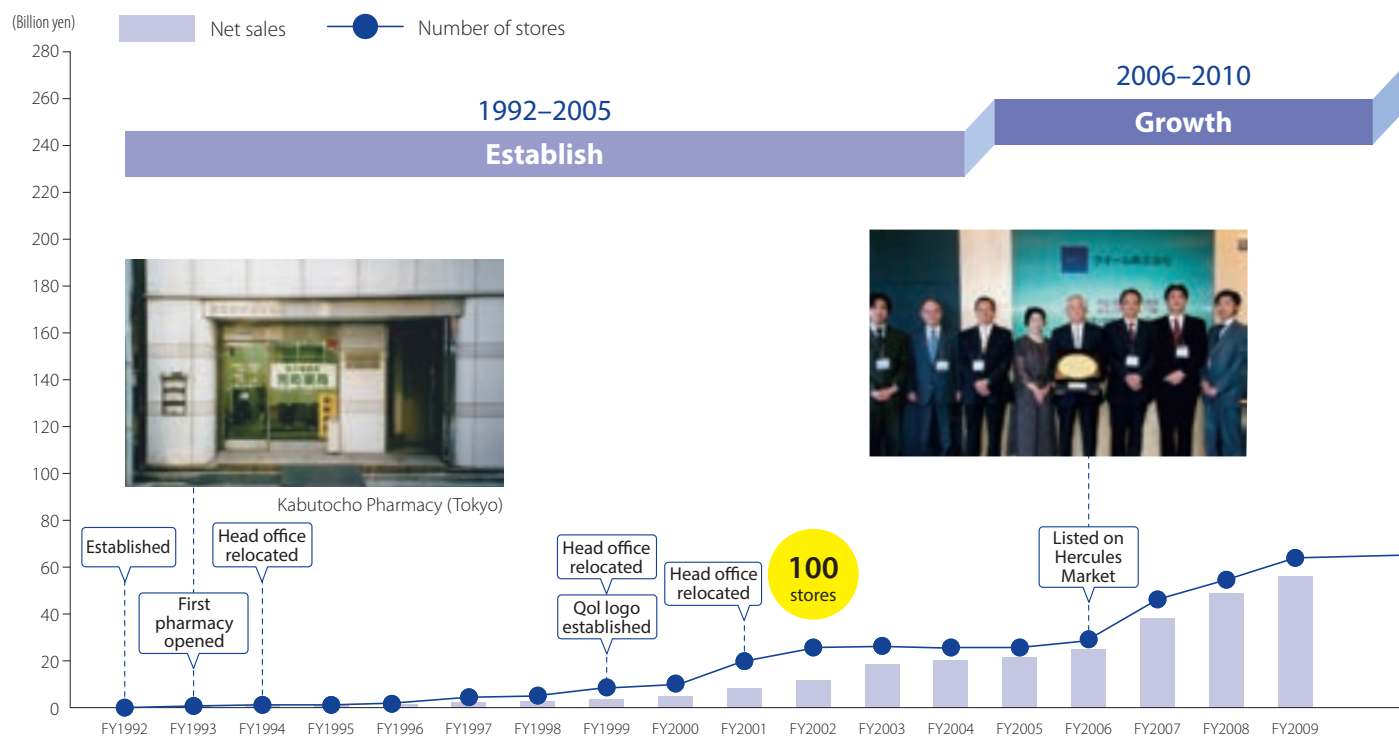 (Billion yen)
Net sales
Number of stores
280
260
240
220
200
180
160
140
120
100
80
60
40
20
0
1992–2005
Establish
2006–2010
Growth
Kabutocho Pharmacy (Tokyo)
Established
First
pharmacy
opened
Head office
relocated
Head office
relocated
Qol logo
established
Head office
relocated
100
stores
Listed on
Hercules
Market
FY1992
FY1993
FY1994
FY1995
FY1996
FY1997
FY1998
FY1999
FY2000
FY2001
FY2002
FY2003
FY2004
FY2005
FY2006
FY2007
FY2008
FY2009